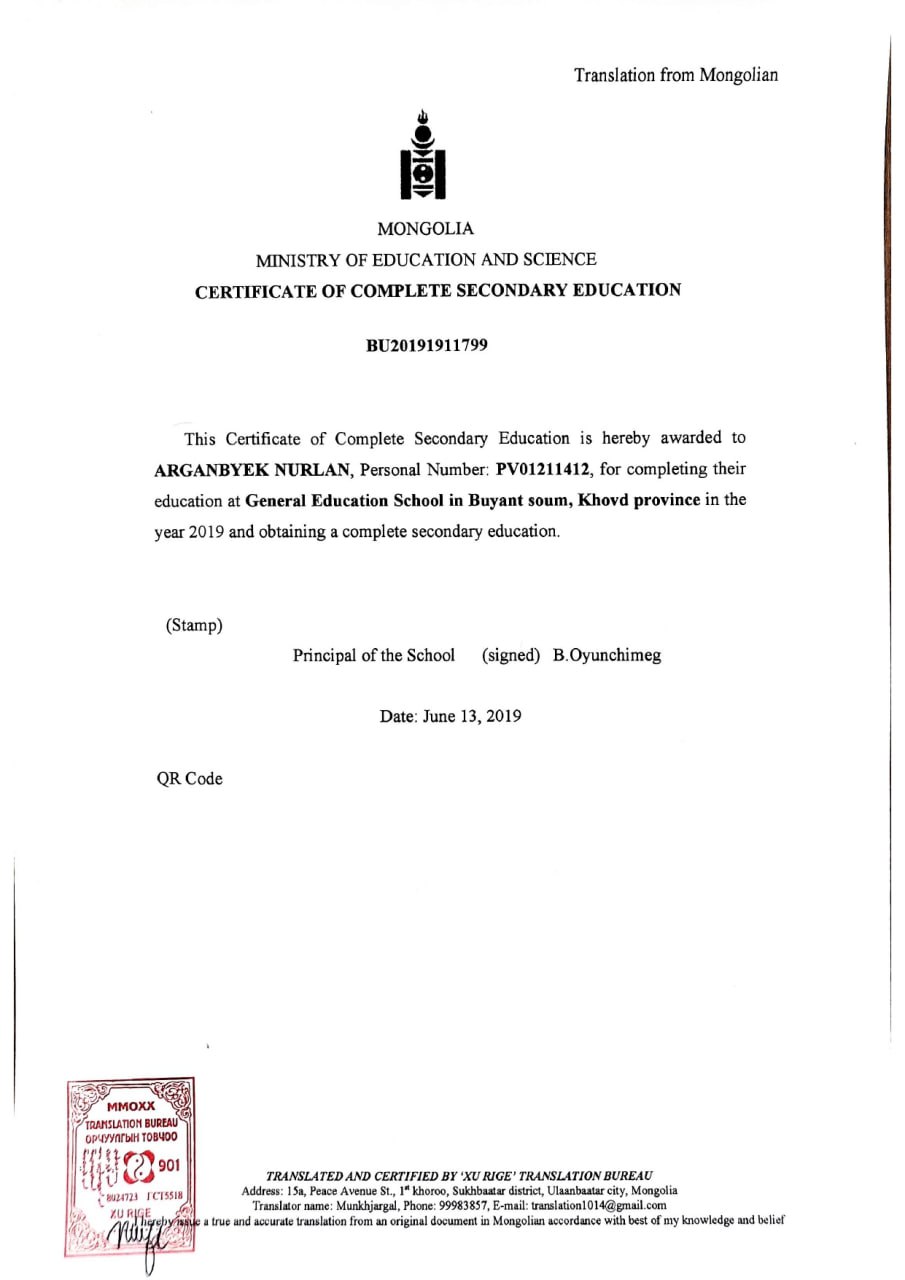 Translation from Mongolian
MONGOLIA
MINISTRY OF EDUCATION AND SCIENCE
CERTIFICATE OF COMPLETE SECONDARY EDUCATION
BU20191911799
This Certificate of Complete Secondary Education is hereby awarded to
ARGANBYEK NURLAN, Personal Number: PV01211412, for completing their
education at General Education School in Buyant soum, Khovd province in the
year 2019 and obtaining a complete secondary education.
(Stamp)
Principal of the School (signed) B.Oyunchimeg
Date: June 13, 2019
QR Code
MMOXX
TRANSLATION BUREAU
ОРЧУУЛГЫН ТОВЧОО
901
8024723 ГСТ5518
XU RIGE
TRANSLATED AND CERTIFIED BY 'XU RIGE' TRANSLATION BUREAU
Address: 15a, Peace Avenue St., 1st khoroo, Sukhbaatar district, Ulaanbaatar city, Mongolia
Translator name: Munkhjargal, Phone: 99983857, E-mail: translation1014@gmail.com
I hereby issue a true and accurate translation from an original document in Mongolian accordance with best of my knowledge and belief